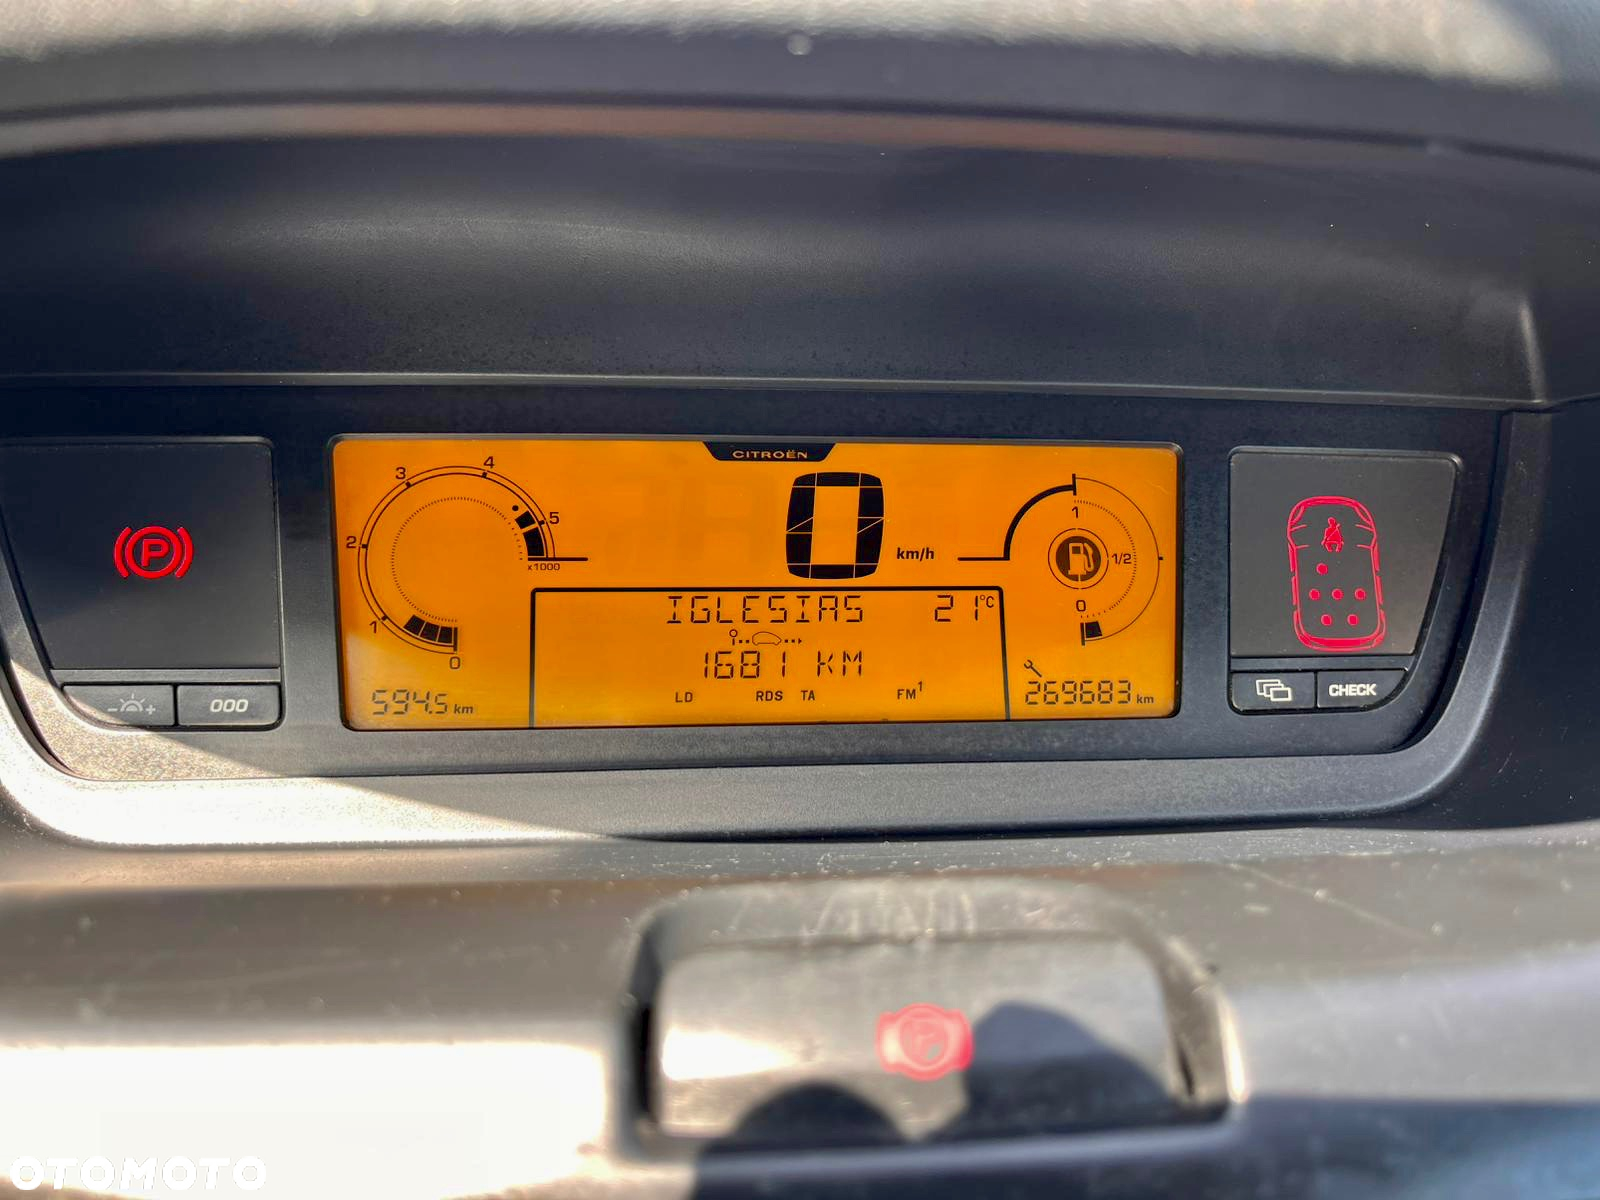 CITROËN
4
3
5
2
x1000
1
0
0
km/h
1
1/2
0
IGLESIAS 21°C
1681 KM
LD RDS TA FM1
594.5 km
269683 km
P
000
CHECK
OTOMOTO